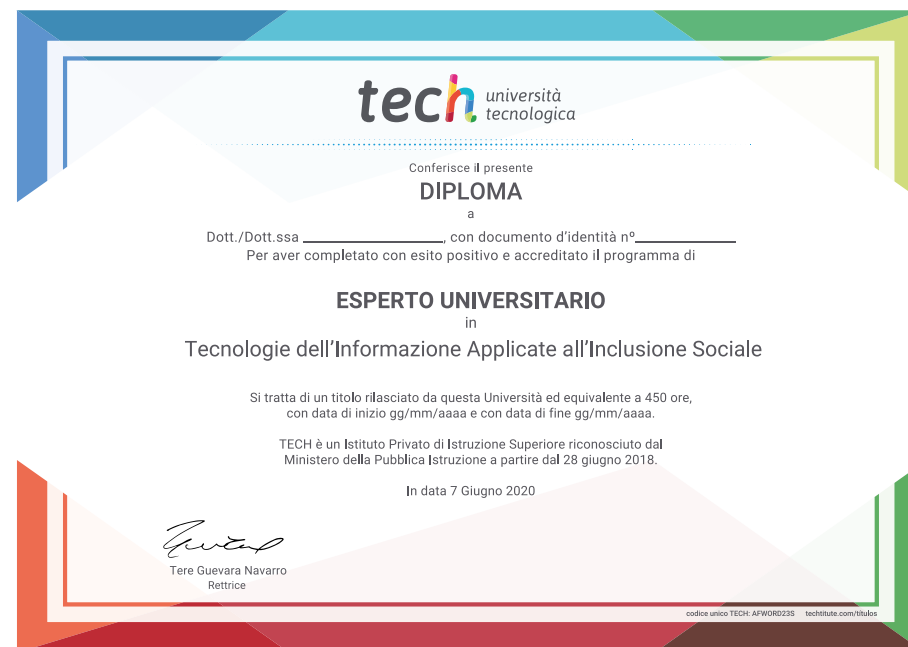 tech università
tecnologica
Conferisce il presente
DIPLOMA
a
Dott./Dott.ssa ____________________, con documento d'identità nº______________
Per aver completato con esito positivo e accreditato il programma di
ESPERTO UNIVERSITARIO
in
Tecnologie dell'Informazione Applicate all'Inclusione Sociale
Si tratta di un titolo rilasciato da questa Università ed equivalente a 450 ore,
con data di inizio gg/mm/aaaa e con data di fine gg/mm/aaaa.
TECH è un Istituto Privato di Istruzione Superiore riconosciuto dal
Ministero della Pubblica Istruzione a partire dal 28 giugno 2018.
In data 7 Giugno 2020
Tere Guevara Navarro
Rettrice
codice unico TECH: AFWORD23S techtitute.com/titulos